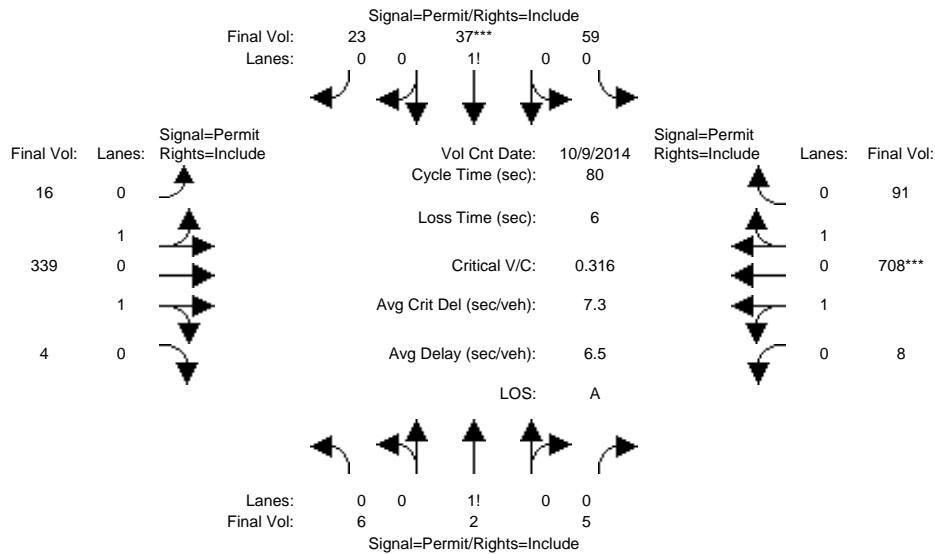 Signal=Permit/Rights=Include
Final Vol: 23 37*** 59
Lanes: 0 0 1! 0 0
Signal=Permit Signal=Permit
Final Vol: Lanes: Rights=Include Vol Cnt Date: 10/9/2014 Rights=Include Lanes: Final Vol:
Cycle Time (sec): 80
16 0 0 91
Loss Time (sec): 6
1 1
339 0 Critical V/C: 0.316 0 708***
1 Avg Crit Del (sec/veh): 7.3 1
4 0 Avg Delay (sec/veh): 6.5 0 8
LOS: A
Lanes: 0 0 1! 0 0
Final Vol: 6 2 5
Signal=Permit/Rights=Include